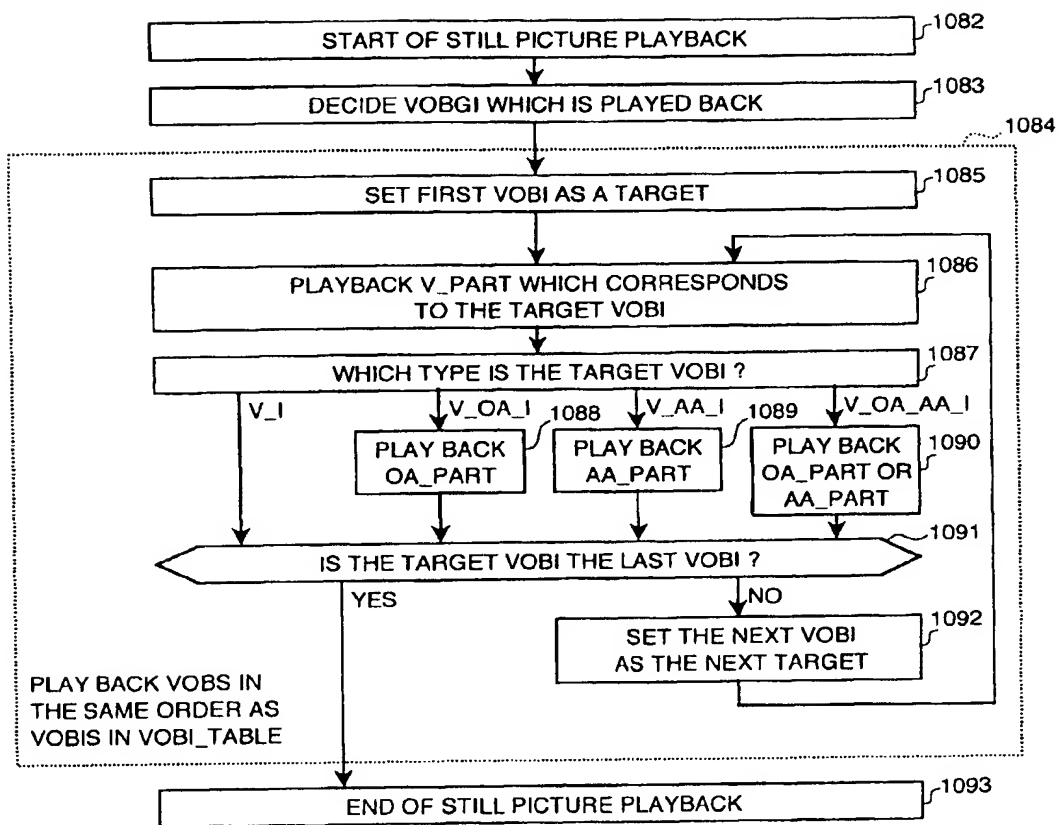 1082
START OF STILL PICTURE PLAYBACK
1083
DECIDE VOBGI WHICH IS PLAYED BACK
1084
1085
SET FIRST VOBI AS A TARGET
1086
PLAYBACK V_PART WHICH CORRESPONDS
TO THE TARGET VOBI
1087
WHICH TYPE IS THE TARGET VOBI ?
V_I
V_OA_I
1088
V_AA_I
1089
V_OA_AA_I
1090
PLAY BACK
OA_PART
PLAY BACK
AA_PART
PLAY BACK
OA_PART OR
AA_PART
1091
IS THE TARGET VOBI THE LAST VOBI ?
YES
NO
1092
SET THE NEXT VOBI
AS THE NEXT TARGET
PLAY BACK VOBS IN
THE SAME ORDER AS
VOBIS IN VOBI_TABLE
1093
END OF STILL PICTURE PLAYBACK